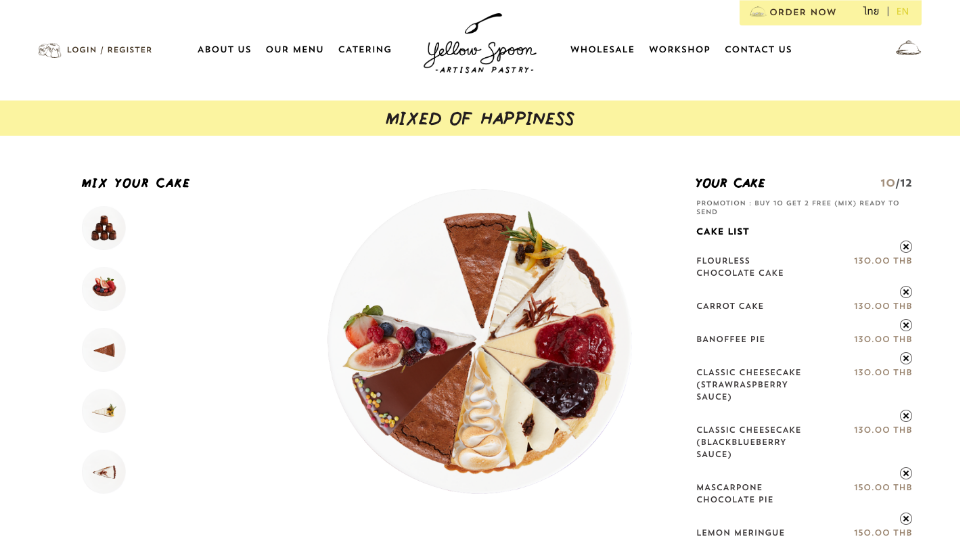 ORDER NOW
ไทย | EN
LOGIN / REGISTER
ABOUT US
OUR MENU
CATERING
Yellow Spoon
-ARTISAN PASTRY-
WHOLESALE
WORKSHOP
CONTACT US
MIXED OF HAPPINESS
MIX YOUR CAKE
YOUR CAKE
10/12
PROMOTION : BUY 10 GET 2 FREE (MIX) READY TO
SEND
CAKE LIST
FLOURLESS
CHOCOLATE CAKE
130.00 THB
CARROT CAKE
130.00 THB
BANOFFEE PIE
130.00 THB
CLASSIC CHEESECAKE
(STRAWRASPBERRY
SAUCE)
130.00 THB
CLASSIC CHEESECAKE
(BLACKBLUEBERRY
SAUCE)
130.00 THB
MASCARPONE
CHOCOLATE PIE
150.00 THB
LEMON MERINGUE
150.00 THB